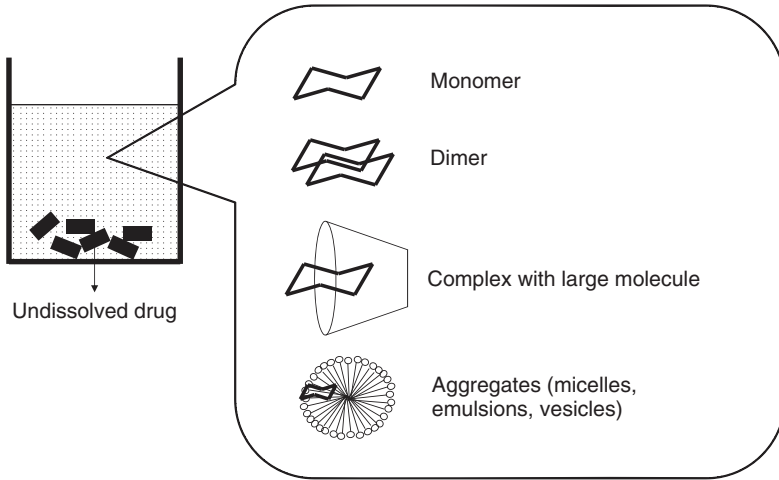 Monomer
Dimer
Complex with large molecule
Undissolved drug
Aggregates (micelles,
emulsions, vesicles)